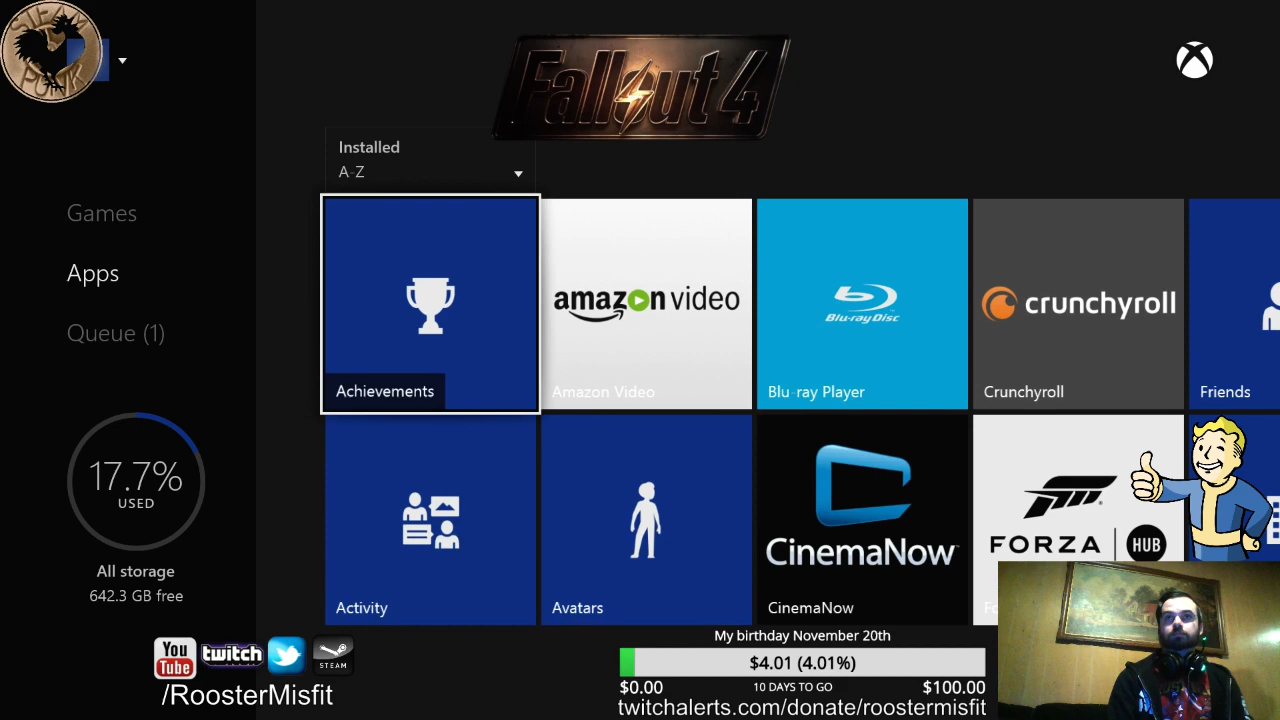 STEAM
PUNK
Fallout 4
Installed
A-Z
Games
Apps
Queue (1)
17.7%
USED
All storage
642.3 GB free
Achievements
amazon video
Amazon Video
Blu-ray Disc
Blu-ray Player
crunchyroll
Crunchyroll
Friends
Activity
Avatars
CinemaNow
CinemaNow
FORZA HUB
You
Tube
twitch
STEAM
/RoosterMisfit
My birthday November 20th
$4.01 (4.01%)
$0.00 10 DAYS TO GO $100.00
twitchalerts.com/donate/roostermisfit